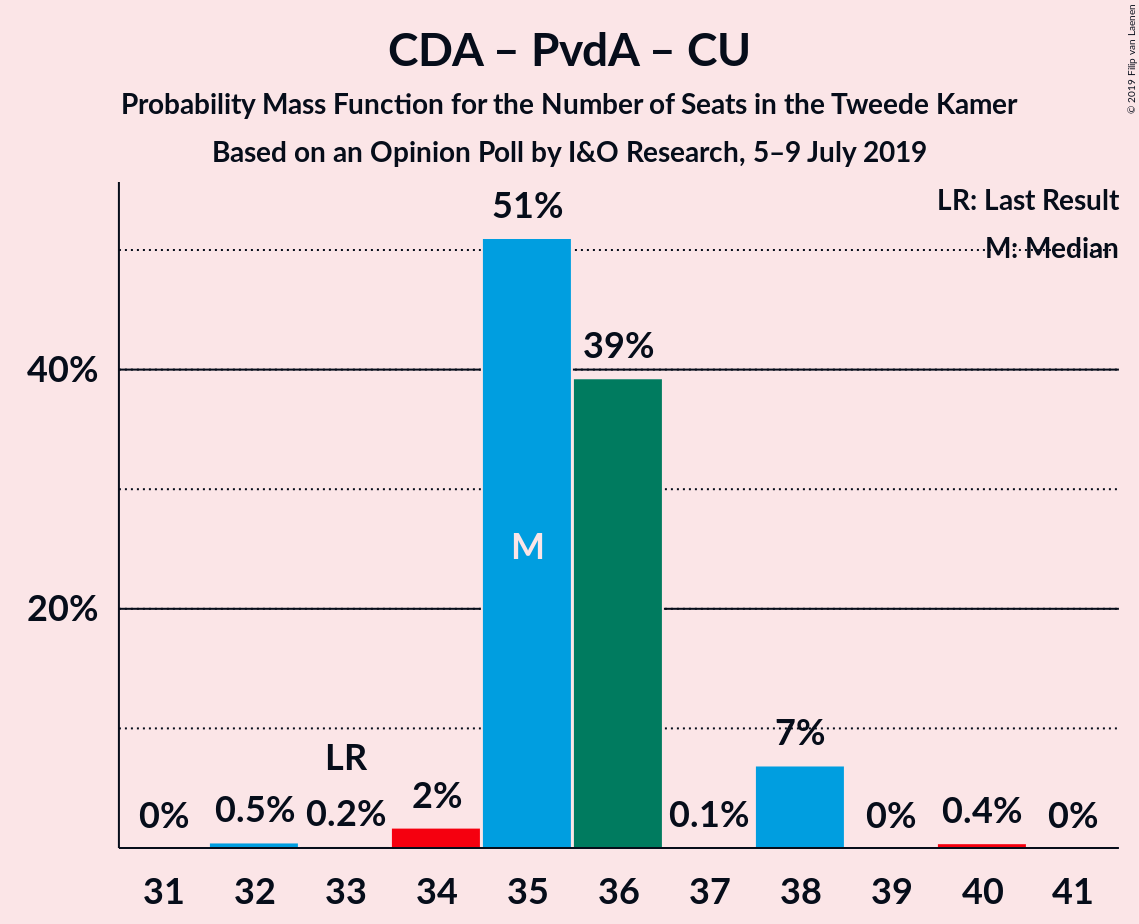 CDA – PvdA – CU
Probability Mass Function for the Number of Seats in the Tweede Kamer
Based on an Opinion Poll by I&O Research, 5–9 July 2019
© 2019 Filip van Laenen
LR: Last Result
M: Median
51%
39%
40%
M
20%
7%
LR
2%
0% 0.5% 0.2% 0.1% 0% 0.4% 0%
31 32 33 34 35 36 37 38 39 40 41